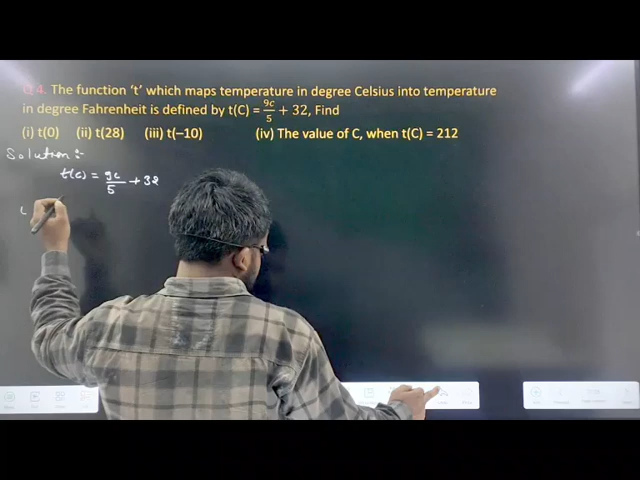 Q 4. The function ‘t’ which maps temperature in degree Celsius into temperature
in degree Fahrenheit is defined by t(C) = 9c/5 + 32, Find
(i) t(0) (ii) t(28) (iii) t(–10) (iv) The value of C, when t(C) = 212
Solution :-
t(c) = 9c/5 + 32
(